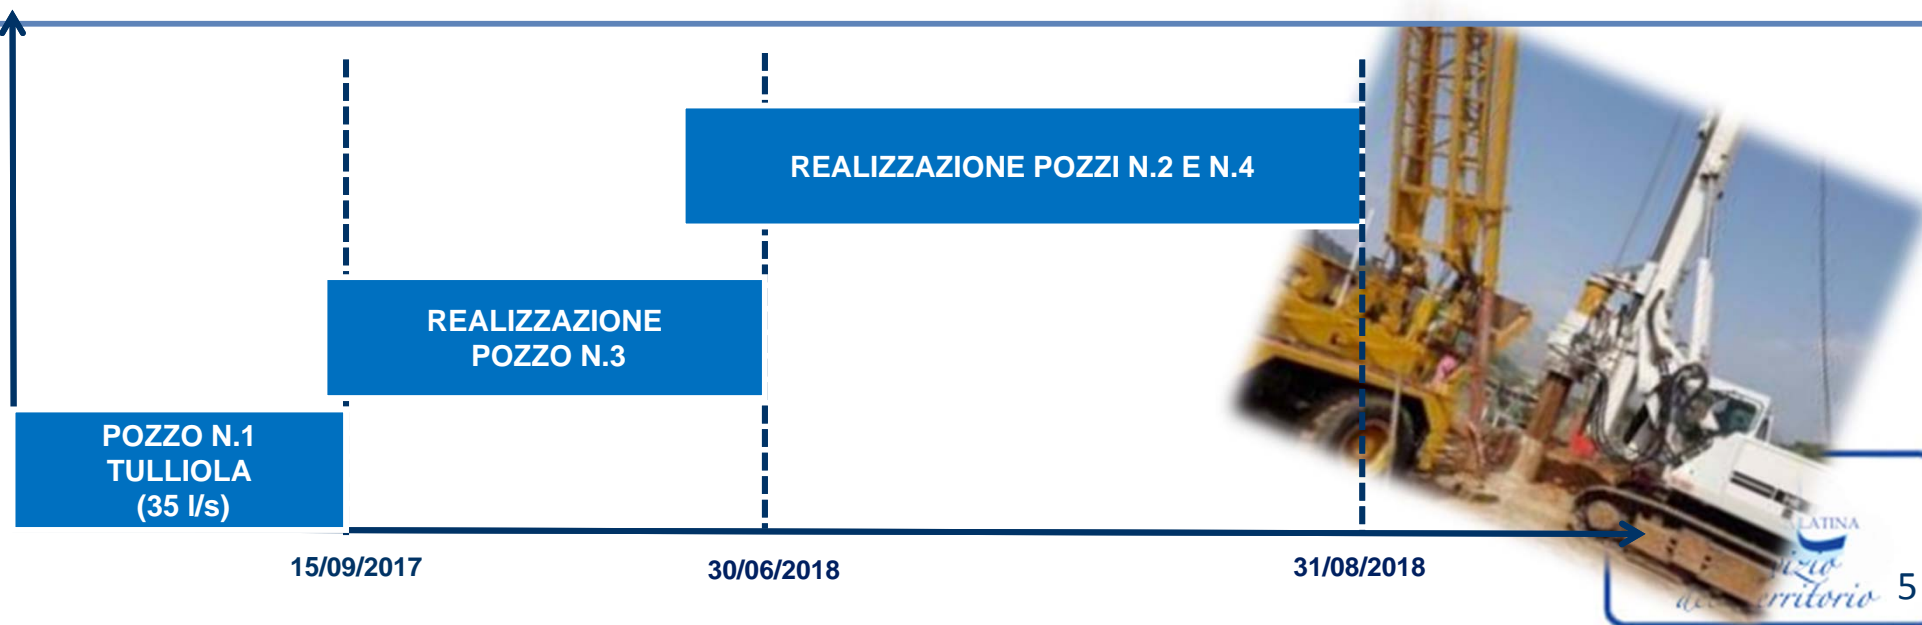 REALIZZAZIONE POZZI N.2 E N.4
REALIZZAZIONE
POZZO N.3
POZZO N.1
TULLIOLA
(35 l/s)
15/09/2017
30/06/2018
31/08/2018
LATINA
5